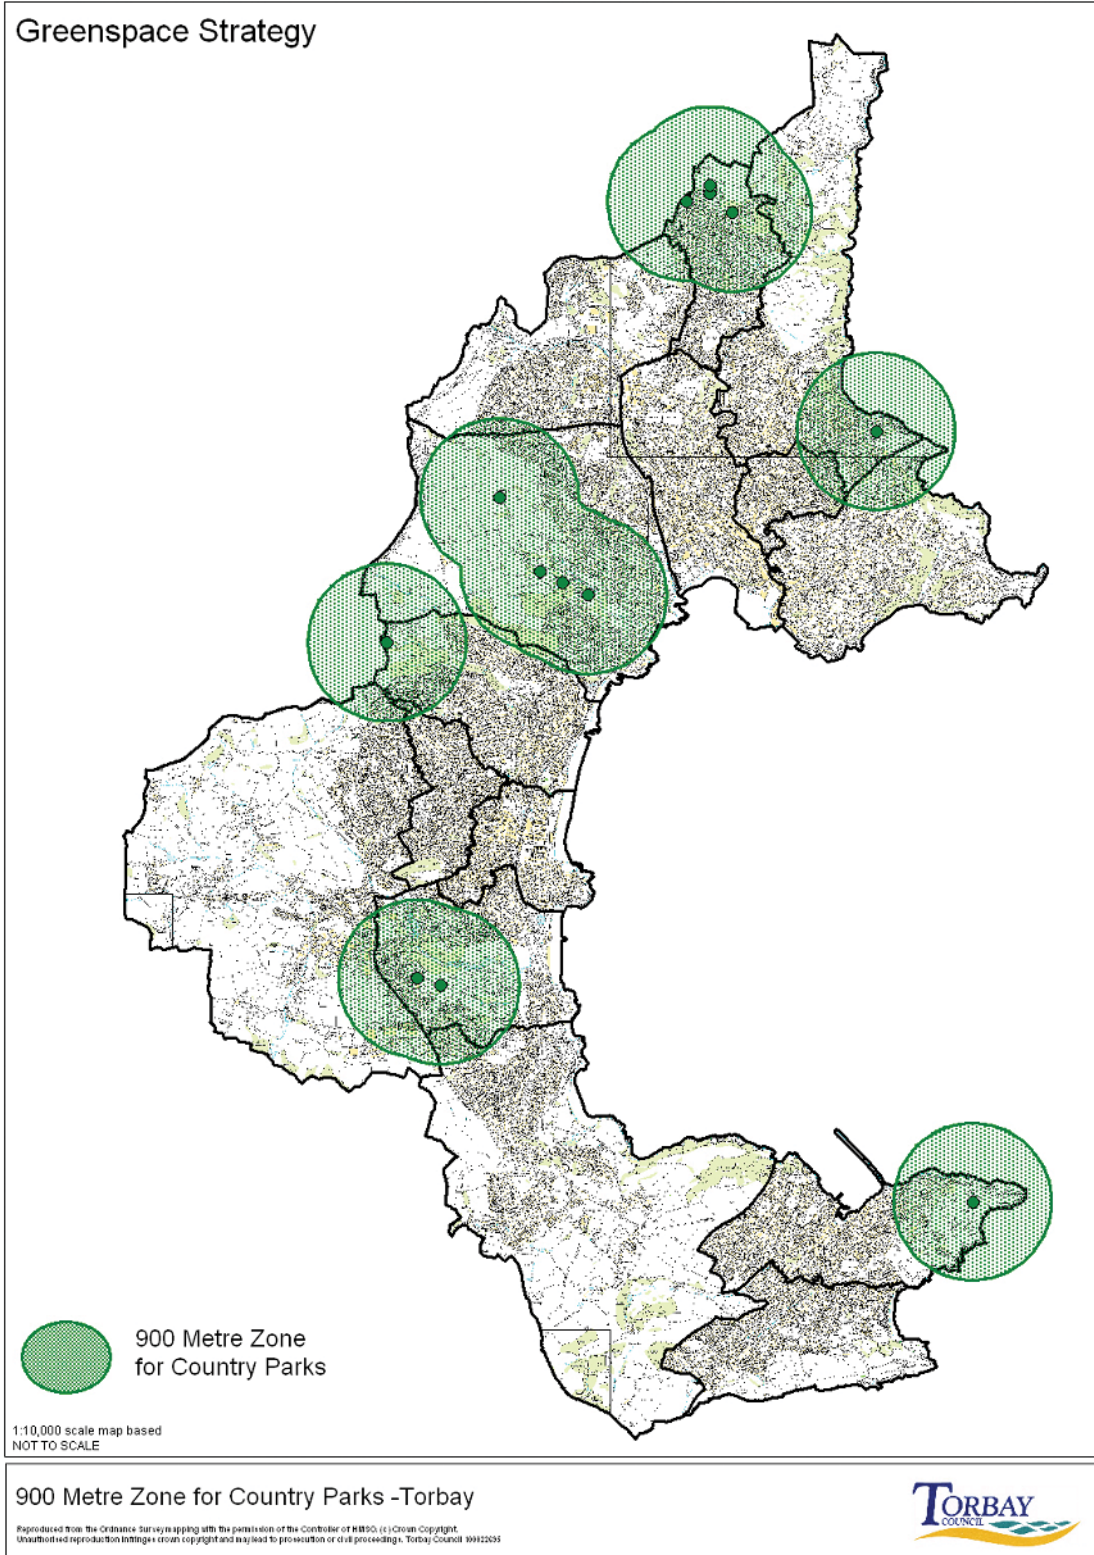 Greenspace Strategy
900 Metre Zone
for Country Parks
1:10,000 scale map based
NOT TO SCALE
900 Metre Zone for Country Parks -Torbay
Reproduced from the Ordnance Survey mapping with the permission of the Controller of HMSO. (c) Crown Copyright.
Unauthorised reproduction infringes crown copyright and may lead to prosecution or civil proceedings. Torbay Council
TORBAY
COUNCIL